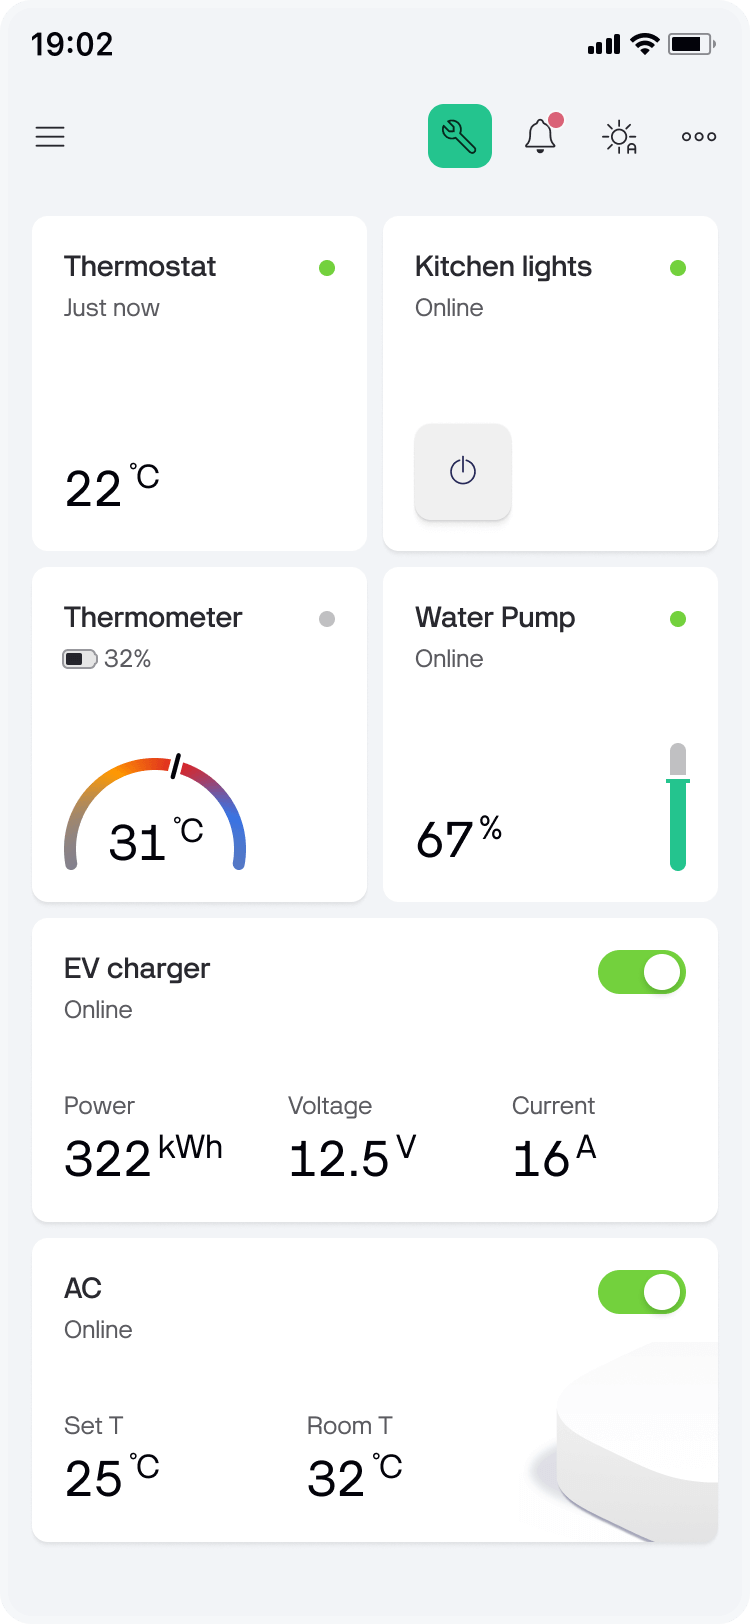 19:02
A
Thermostat
Just now
22 °C
Kitchen lights
Online
Thermometer
32%
31 °C
Water Pump
Online
67 %
EV charger
Online
Power Voltage Current
322 kWh 12.5 V 16 A
AC
Online
Set T Room T
25 °C 32 °C